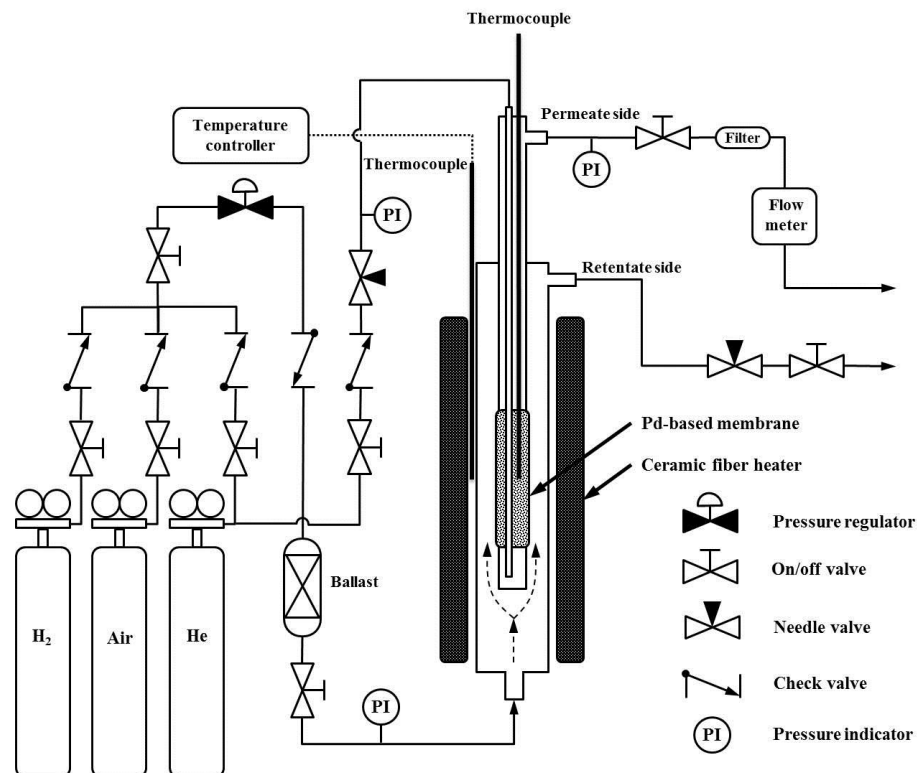 Thermocouple
Permeate side
Temperature
controller
Thermocouple
PI
Filter
PI
Flow
meter
Retentate side
Pd-based membrane
Ceramic fiber heater
Pressure regulator
On/off valve
Needle valve
Check valve
PI
Pressure indicator
Ballast
H₂
Air
He
PI